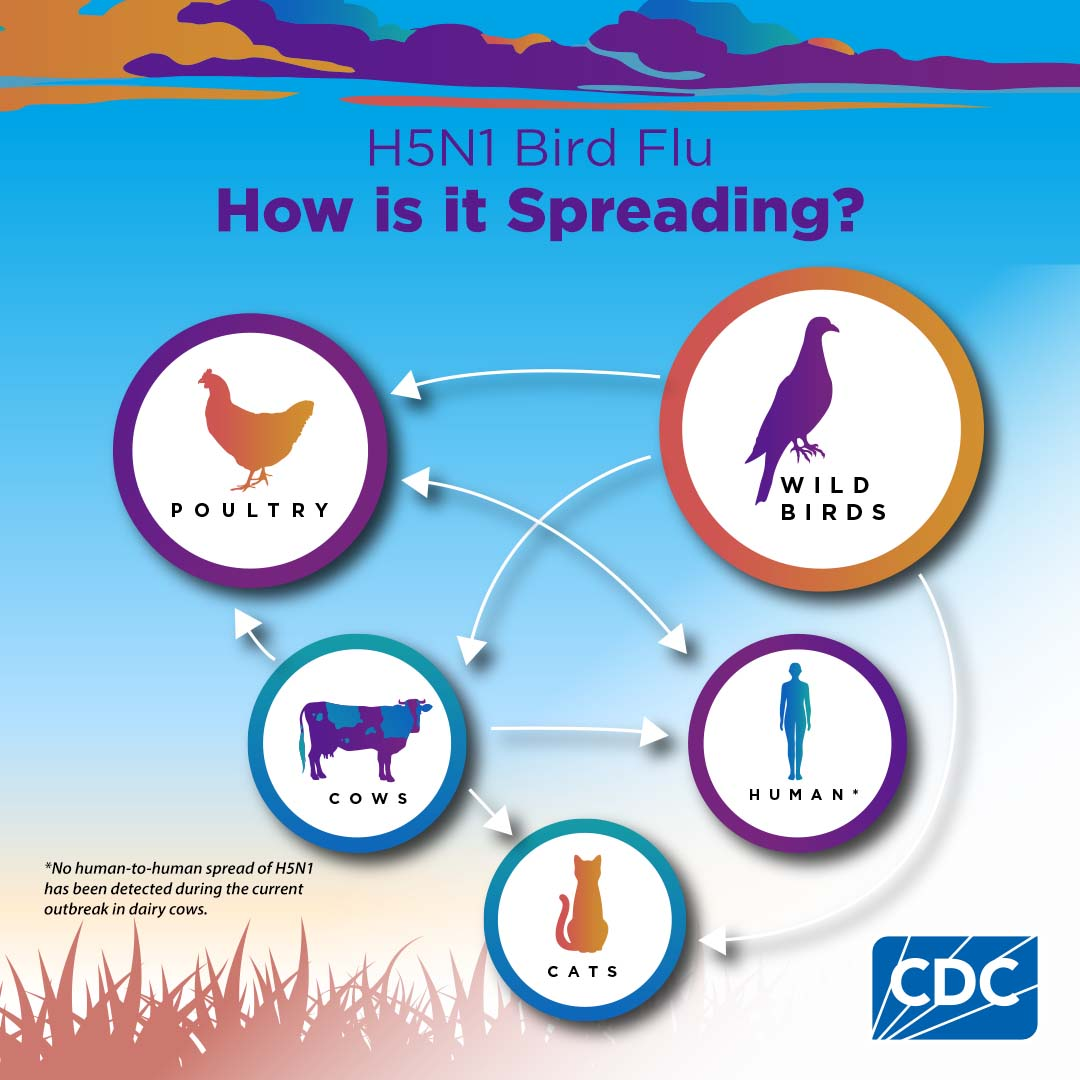 H5N1 Bird Flu
How is it Spreading?
POULTRY
WILD
BIRDS
COWS
HUMAN*
CATS
*No human-to-human spread of H5N1
has been detected during the current
outbreak in dairy cows.
CDC